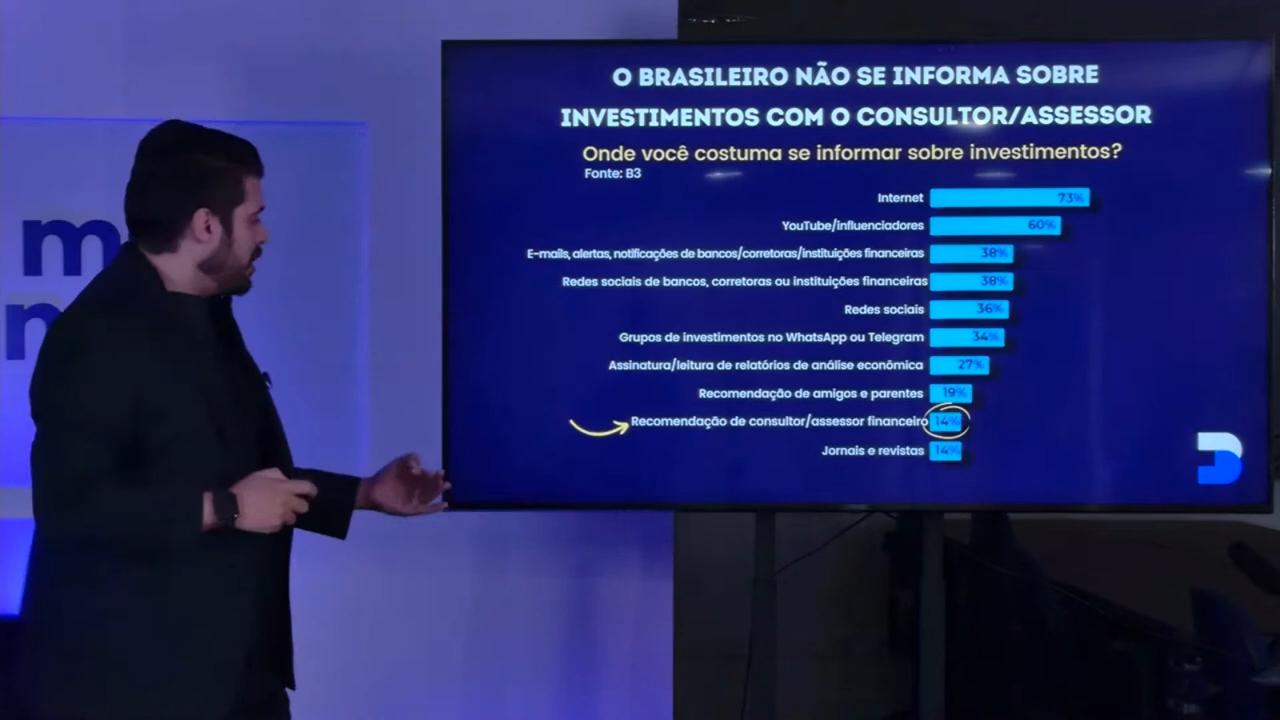 O BRASILEIRO NÃO SE INFORMA SOBRE
INVESTIMENTOS COM O CONSULTOR/ASSESSOR
Onde você costuma se informar sobre investimentos?
Fonte: B3
Internet 73%
YouTube/influenciadores 60%
E-mails, alertas, notificações de bancos/corretoras/instituições financeiras 38%
Redes sociais de bancos, corretoras ou instituições financeiras 38%
Redes sociais 36%
Grupos de investimentos no WhatsApp ou Telegram 34%
Assinatura/leitura de relatórios de análise econômica 27%
Recomendação de amigos e parentes 19%
Recomendação de consultor/assessor financeiro 14%
Jornais e revistas 14%